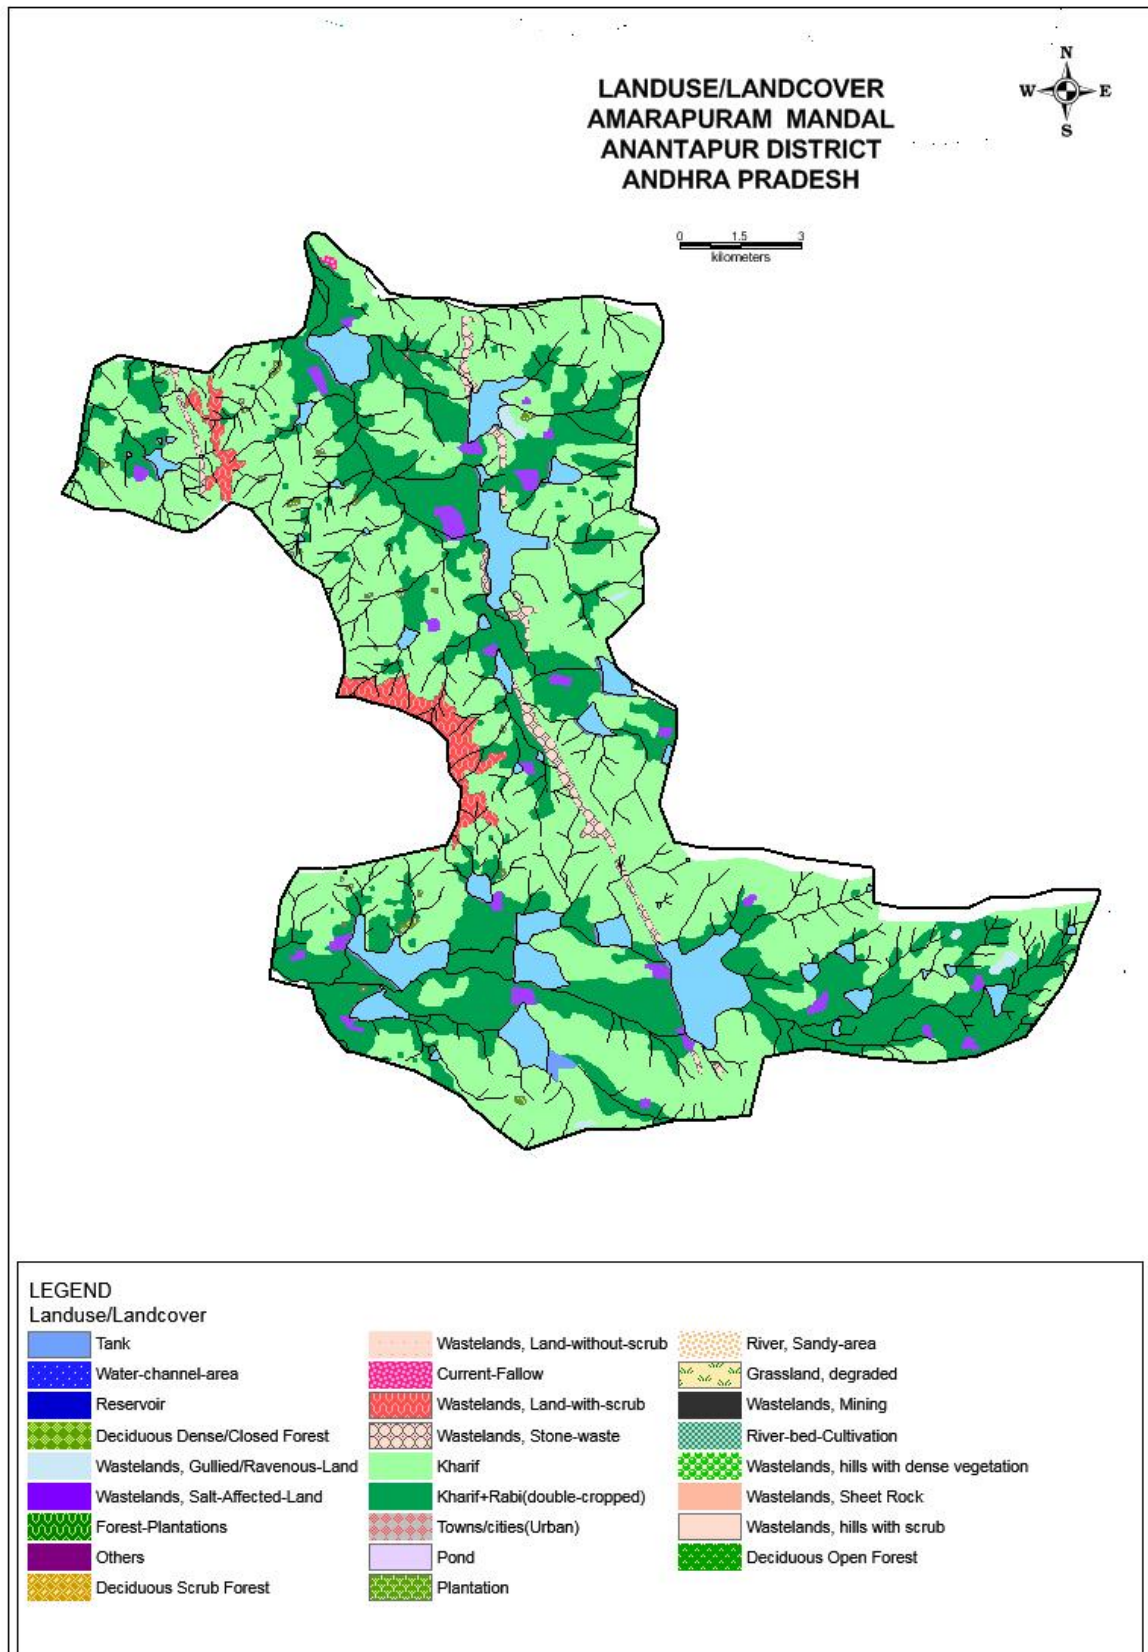 LANDUSE/LANDCOVER
AMARAPURAM MANDAL
ANANTAPUR DISTRICT
ANDHRA PRADESH
N
W E
S
0 1.5 3
kilometers
LEGEND
Landuse/Landcover
Tank
Water-channel-area
Reservoir
Deciduous Dense/Closed Forest
Wastelands, Gullied/Ravenous-Land
Wastelands, Salt-Affected-Land
Forest-Plantations
Others
Deciduous Scrub Forest
Wastelands, Land-without-scrub
Current-Fallow
Wastelands, Land-with-scrub
Wastelands, Stone-waste
Kharif
Kharif+Rabi(double-cropped)
Towns/cities(Urban)
Pond
Plantation
River, Sandy-area
Grassland, degraded
Wastelands, Mining
River-bed-Cultivation
Wastelands, hills with dense vegetation
Wastelands, Sheet Rock
Wastelands, hills with scrub
Deciduous Open Forest